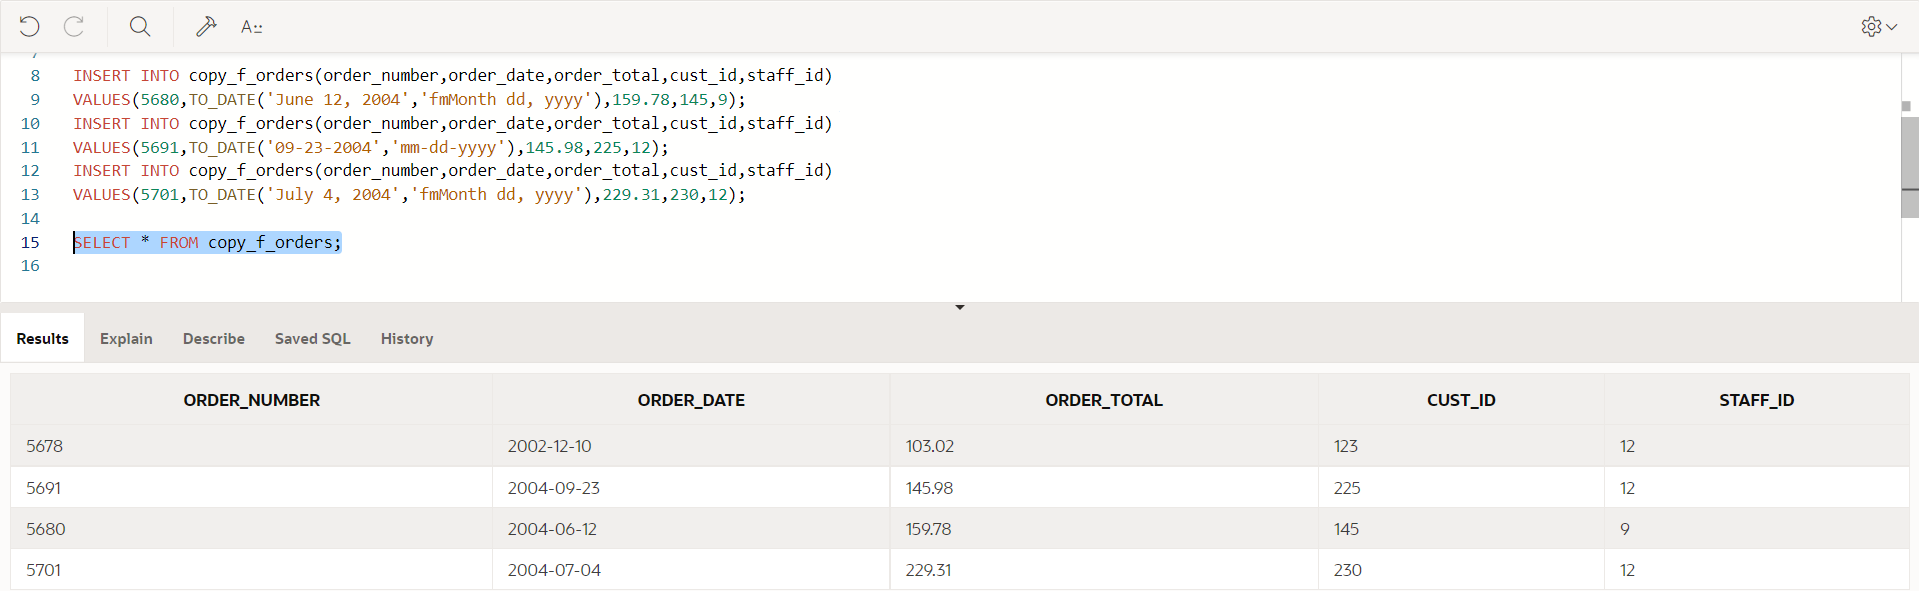 A
7
8 INSERT INTO copy_f_orders(order_number,order_date,order_total,cust_id,staff_id)
9 VALUES(5680,TO_DATE('June 12, 2004','fmMonth dd, yyyy'),159.78,145,9);
10 INSERT INTO copy_f_orders(order_number,order_date,order_total,cust_id,staff_id)
11 VALUES(5691,TO_DATE('09-23-2004','mm-dd-yyyy'),145.98,225,12);
12 INSERT INTO copy_f_orders(order_number,order_date,order_total,cust_id,staff_id)
13 VALUES(5701,TO_DATE('July 4, 2004','fmMonth dd, yyyy'),229.31,230,12);
14
15 SELECT * FROM copy_f_orders;
16
Results Explain Describe Saved SQL History
ORDER_NUMBER ORDER_DATE ORDER_TOTAL CUST_ID STAFF_ID
5678 2002-12-10 103.02 123 12
5691 2004-09-23 145.98 225 12
5680 2004-06-12 159.78 145 9
5701 2004-07-04 229.31 230 12